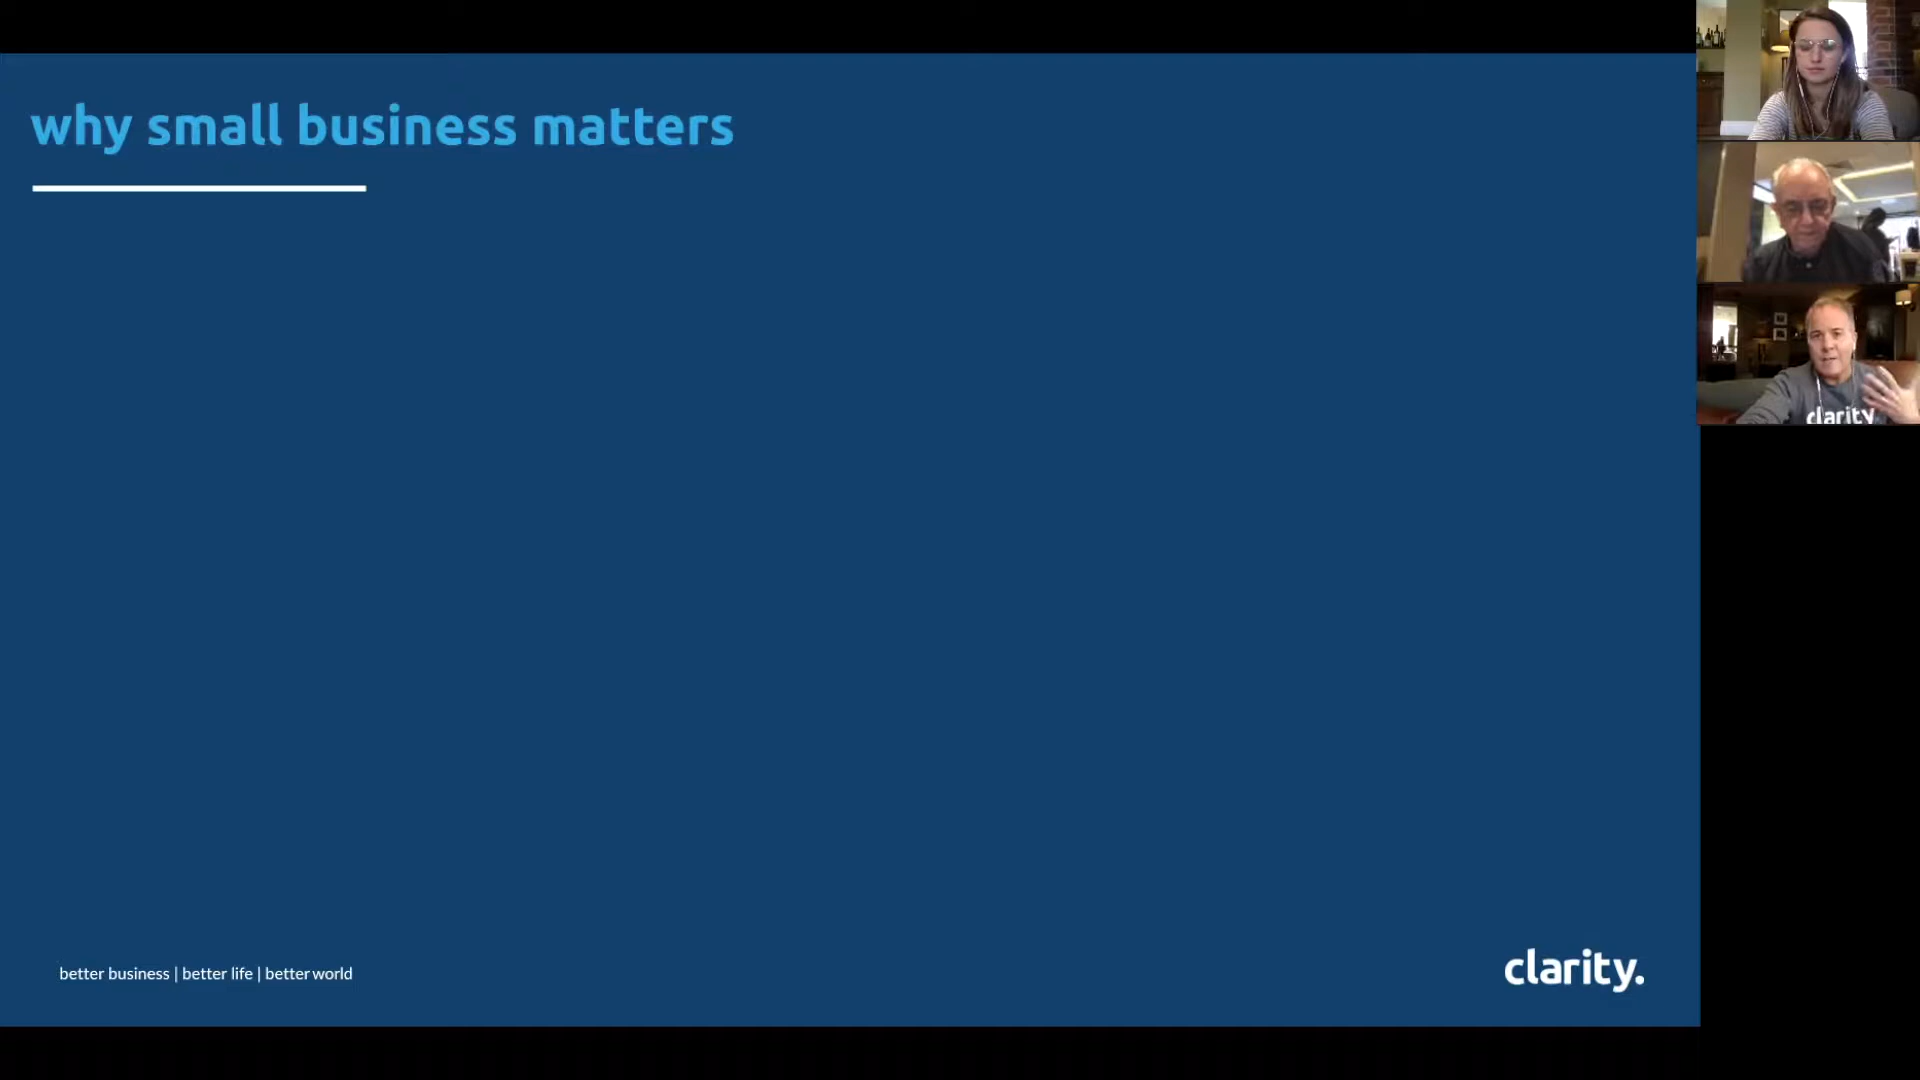 why small business matters
clarity
better business | better life | better world
clarity.